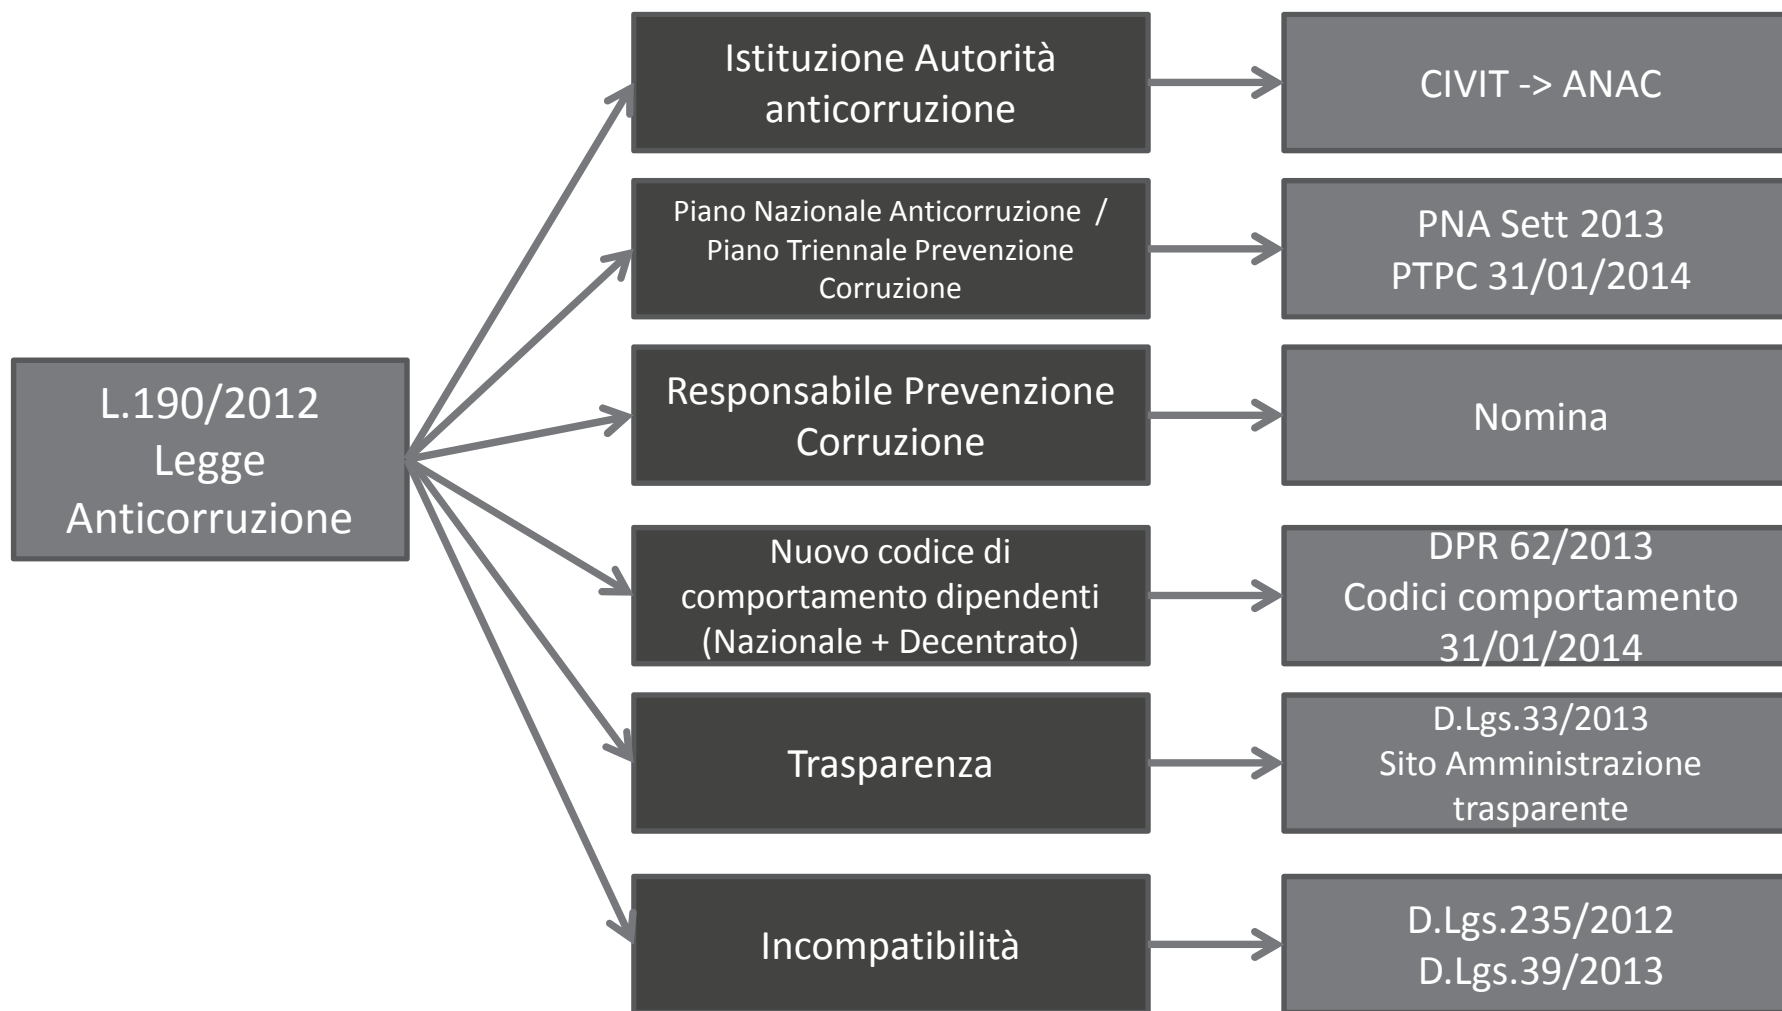 L.190/2012
Legge
Anticorruzione
Istituzione Autorità
anticorruzione
CIVIT -> ANAC
Piano Nazionale Anticorruzione /
Piano Triennale Prevenzione
Corruzione
PNA Sett 2013
PTPC 31/01/2014
Responsabile Prevenzione
Corruzione
Nomina
Nuovo codice di
comportamento dipendenti
(Nazionale + Decentrato)
DPR 62/2013
Codici comportamento
31/01/2014
Trasparenza
D.Lgs.33/2013
Sito Amministrazione
trasparente
Incompatibilità
D.Lgs.235/2012
D.Lgs.39/2013